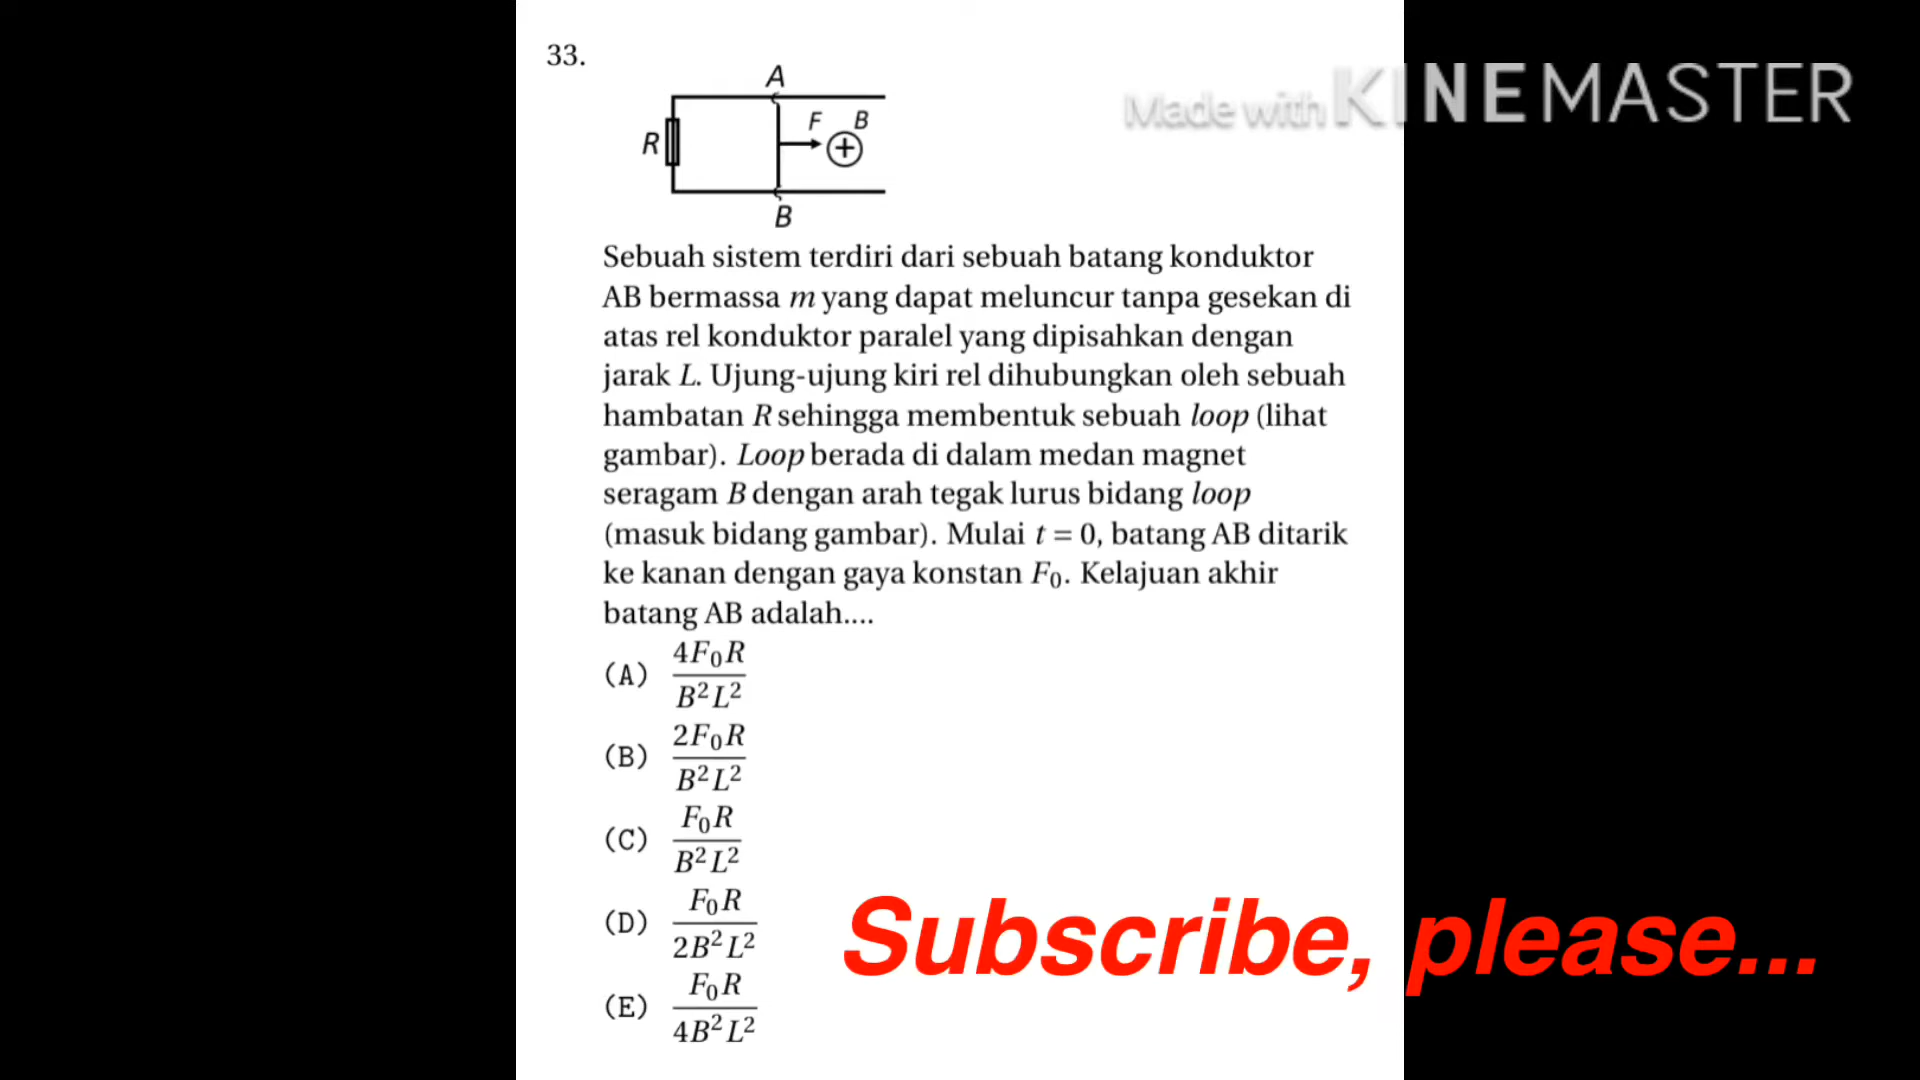 33.
A
Made with KINEMASTER
F B
R
B
Sebuah sistem terdiri dari sebuah batang konduktor
AB bermassa m yang dapat meluncur tanpa gesekan di
atas rel konduktor paralel yang dipisahkan dengan
jarak L. Ujung-ujung kiri rel dihubungkan oleh sebuah
hambatan R sehingga membentuk sebuah loop (lihat
gambar). Loop berada di dalam medan magnet
seragam B dengan arah tegak lurus bidang loop
(masuk bidang gambar). Mulai t = 0, batang AB ditarik
ke kanan dengan gaya konstan F₀. Kelajuan akhir
batang AB adalah....
(A) 4F₀R / B²L²
(B) 2F₀R / B²L²
(C) F₀R / B²L²
(D) F₀R / 2B²L²
(E) F₀R / 4B²L²
Subscribe, please...